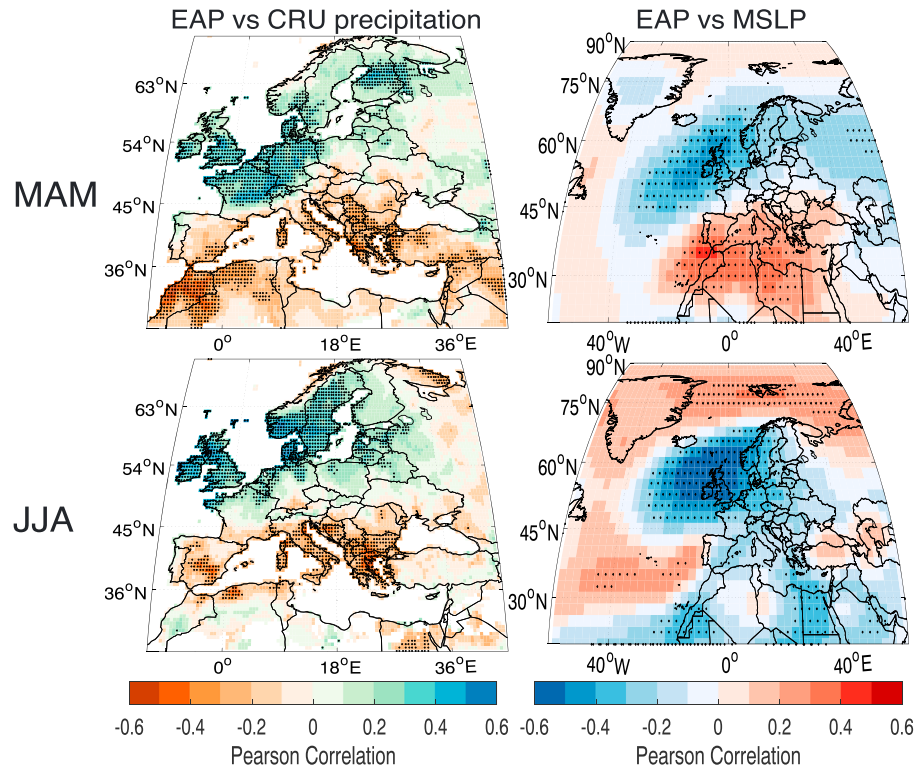 EAP vs CRU precipitation
EAP vs MSLP
MAM
63°N
54°N
45°N
36°N
0°
18°E
36°E
90°N
75°N
60°N
45°N
30°N
40°W
0°
40°E
JJA
63°N
54°N
45°N
36°N
0°
18°E
36°E
90°N
75°N
60°N
45°N
30°N
40°W
0°
40°E
-0.6 -0.4 -0.2 0 0.2 0.4 0.6
Pearson Correlation
-0.6 -0.4 -0.2 0 0.2 0.4 0.6
Pearson Correlation